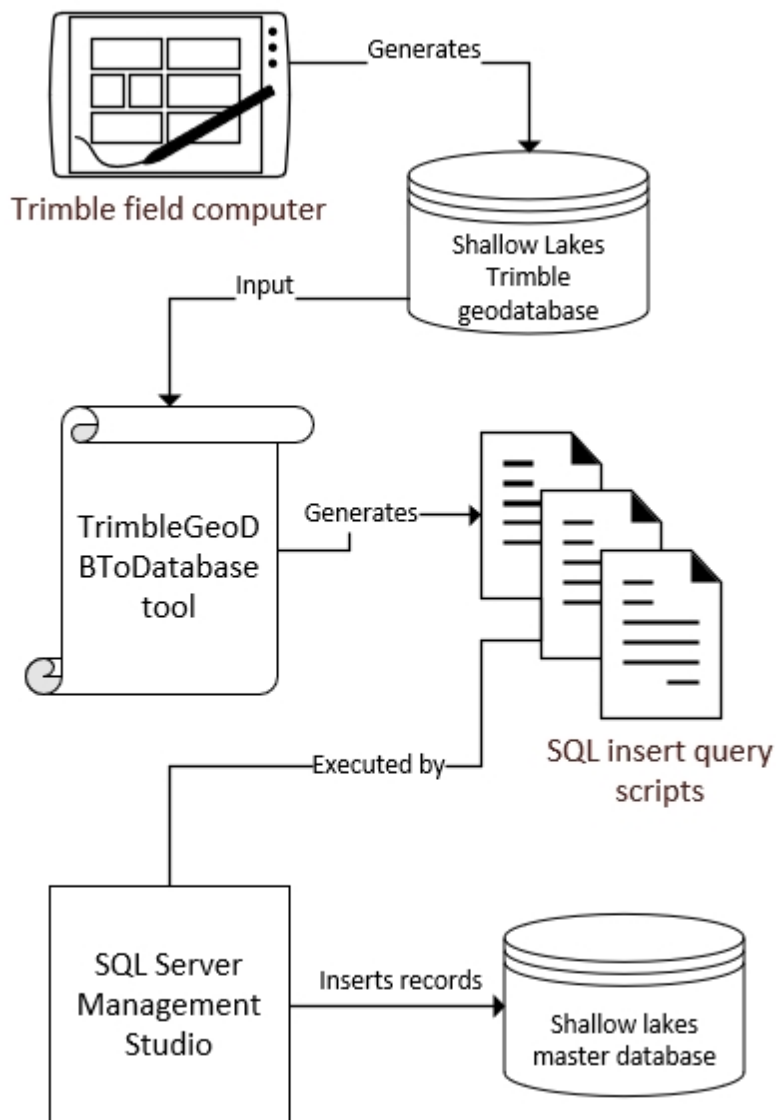 Generates
Trimble field computer
Shallow Lakes
Trimble
geodatabase
Input
TrimbleGeoD
BToDatabase
tool
Generates
SQL insert query
scripts
Executed by
SQL Server
Management
Studio
Inserts records
Shallow lakes
master database